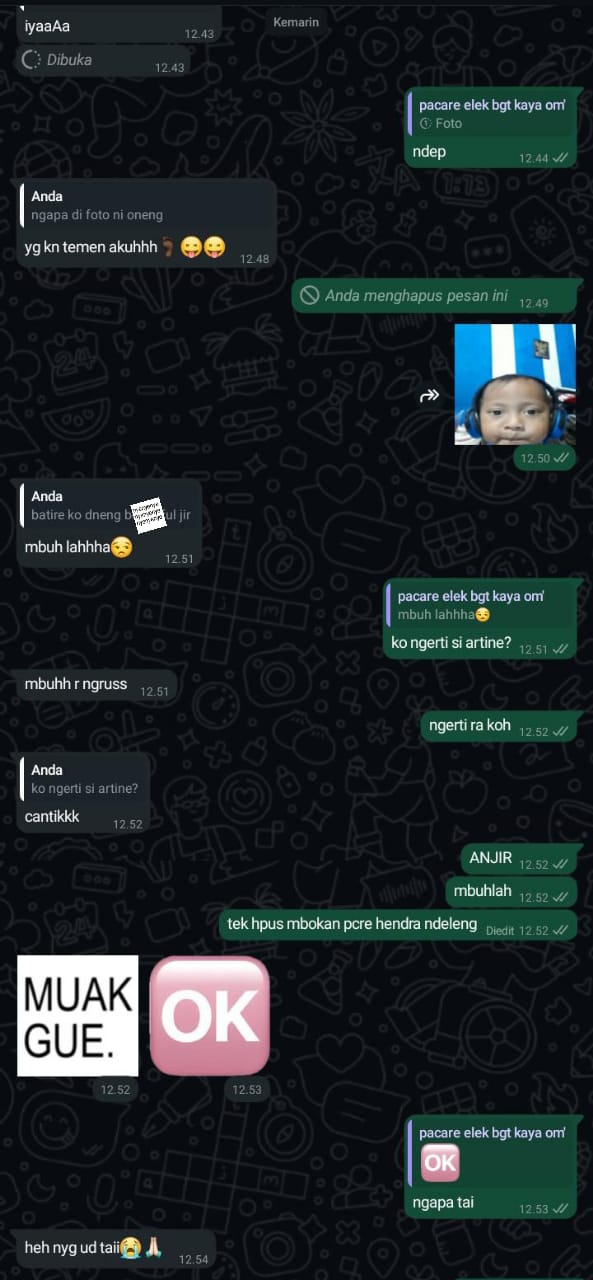 iyaaAa
12.43
Kemarin
Dibuka
12.43
pacare elek bgt kaya om'
Foto
ndep
12.44
Anda
ngapa di foto ni oneng
yg kn temen akuhhh🦶🏿😜😜
12.48
Anda menghapus pesan ini
12.49
12.50
Anda
batire ko dneng
jir
mbuh lahhha😒
12.51
pacare elek bgt kaya om'
mbuh lahhha😒
ko ngerti si artine?
12.51
mbuhh r ngruss
12.51
ngerti ra koh
12.52
Anda
ko ngerti si artine?
cantikkk
12.52
ANJIR
12.52
mbuhlah
12.52
tek hpus mbokan pcre hendra ndeleng
Diedit 12.52
MUAK
GUE.
12.52
OK
12.53
pacare elek bgt kaya om'
OK
ngapa tai
12.53
heh nyg ud taii😭🙏🏻
12.54